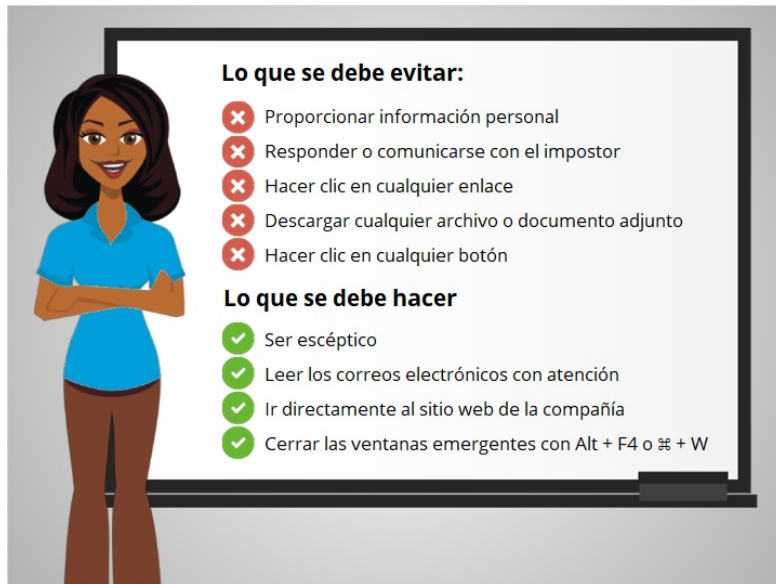 Lo que se debe evitar:
Proporcionar información personal
Responder o comunicarse con el impostor
Hacer clic en cualquier enlace
Descargar cualquier archivo o documento adjunto
Hacer clic en cualquier botón
Lo que se debe hacer
Ser escéptico
Leer los correos electrónicos con atención
Ir directamente al sitio web de la compañía
Cerrar las ventanas emergentes con Alt + F4 o ⌘ + W